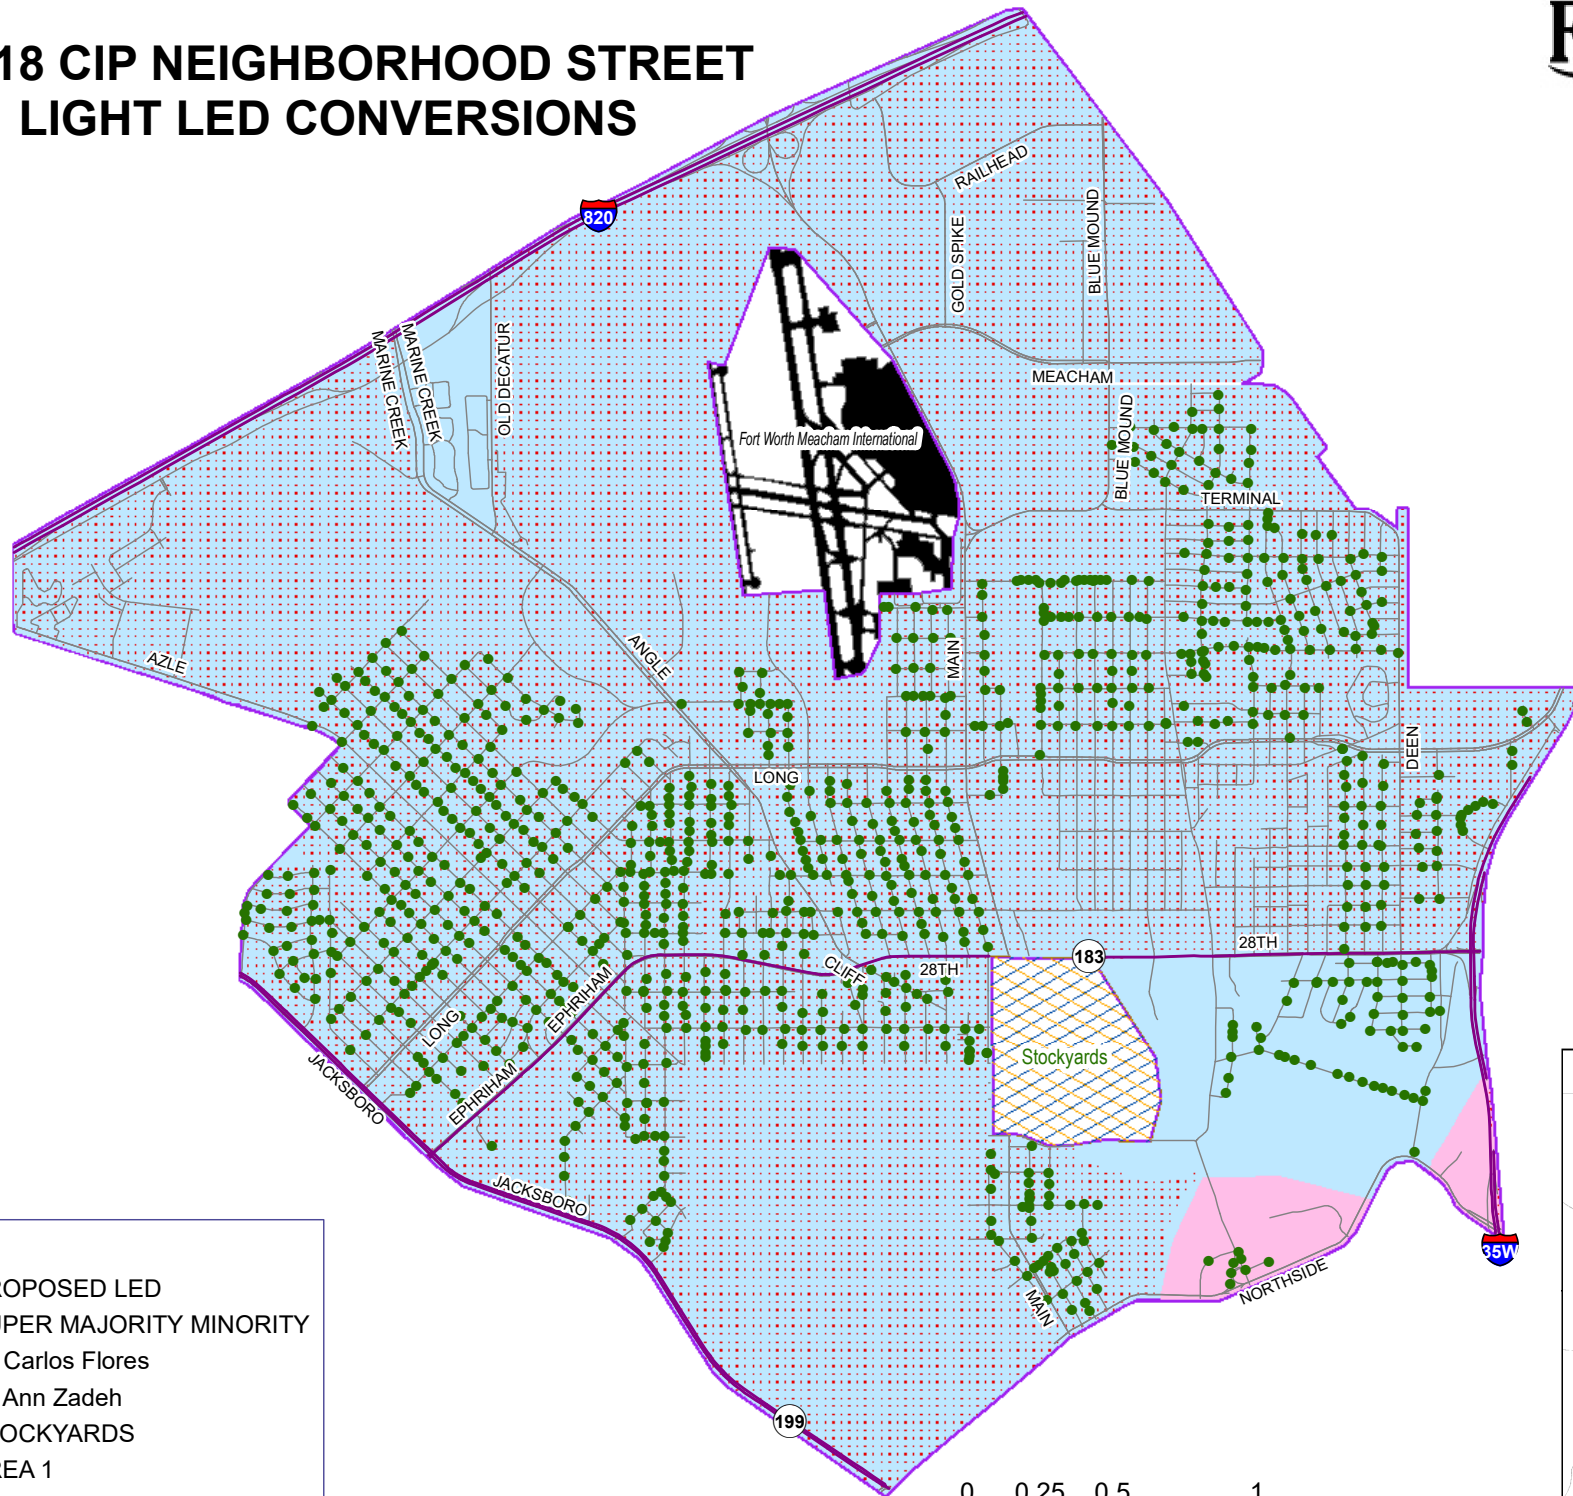 18 CIP NEIGHBORHOOD STREET
LIGHT LED CONVERSIONS
F
820
RAILHEAD
GOLD SPIKE
BLUE MOUND
MARINE CREEK
MARINE CREEK
OLD DECATUR
MEACHAM
BLUE MOUND
Fort Worth Meacham International
TERMINAL
AZLE
ANGLE
MAIN
DEEN
LONG
28TH
183
CLIFF
28TH
EPHRIHAM
LONG
Stockyards
JACKSBORO
EPHRIHAM
JACKSBORO
35W
NORTHSIDE
MAIN
199
ROPOSED LED
UPER MAJORITY MINORITY
Carlos Flores
Ann Zadeh
OCKYARDS
REA 1
0 0.25 0.5 1